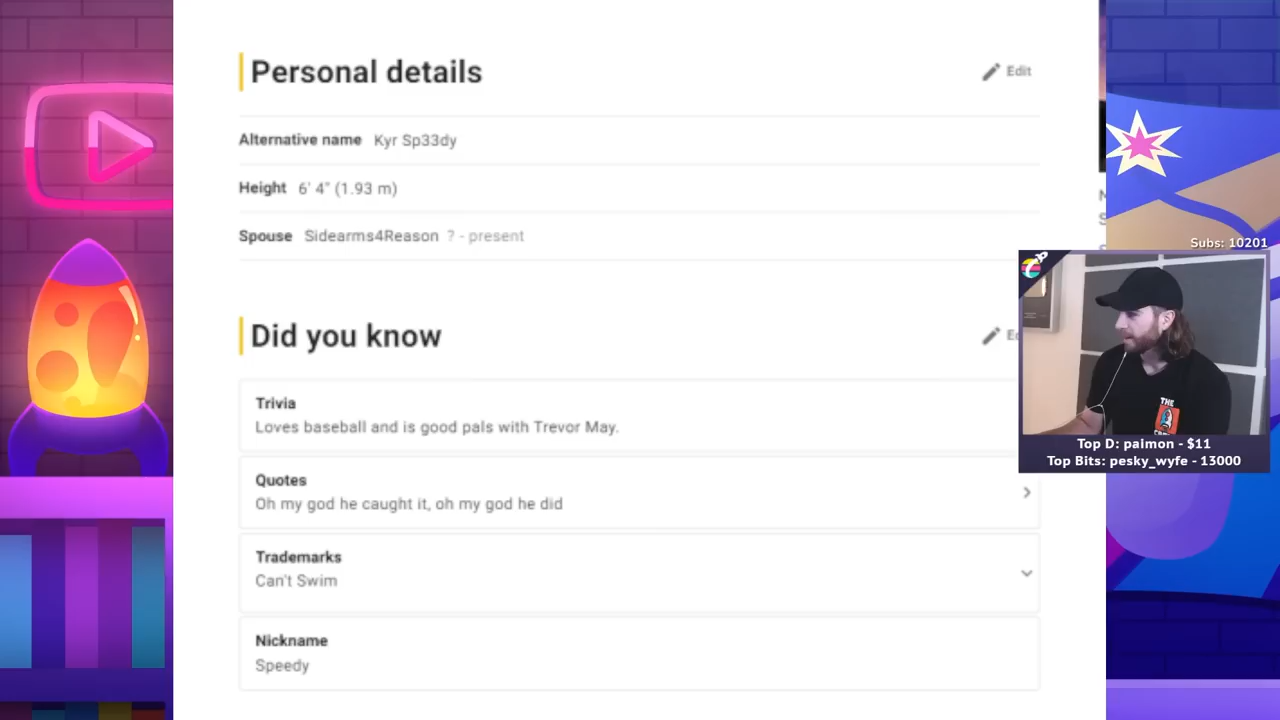 Personal details
Edit
Alternative name Kyr Sp33dy
Height 6' 4" (1.93 m)
Spouse Sidearms4Reason ? - present
Did you know
Trivia
Loves baseball and is good pals with Trevor May.
Quotes
Oh my god he caught it, oh my god he did
Trademarks
Can't Swim
Nickname
Speedy
Subs: 10201
THE
Top D: paimon - $11
Top Bits: pesky_wyfe - 13000